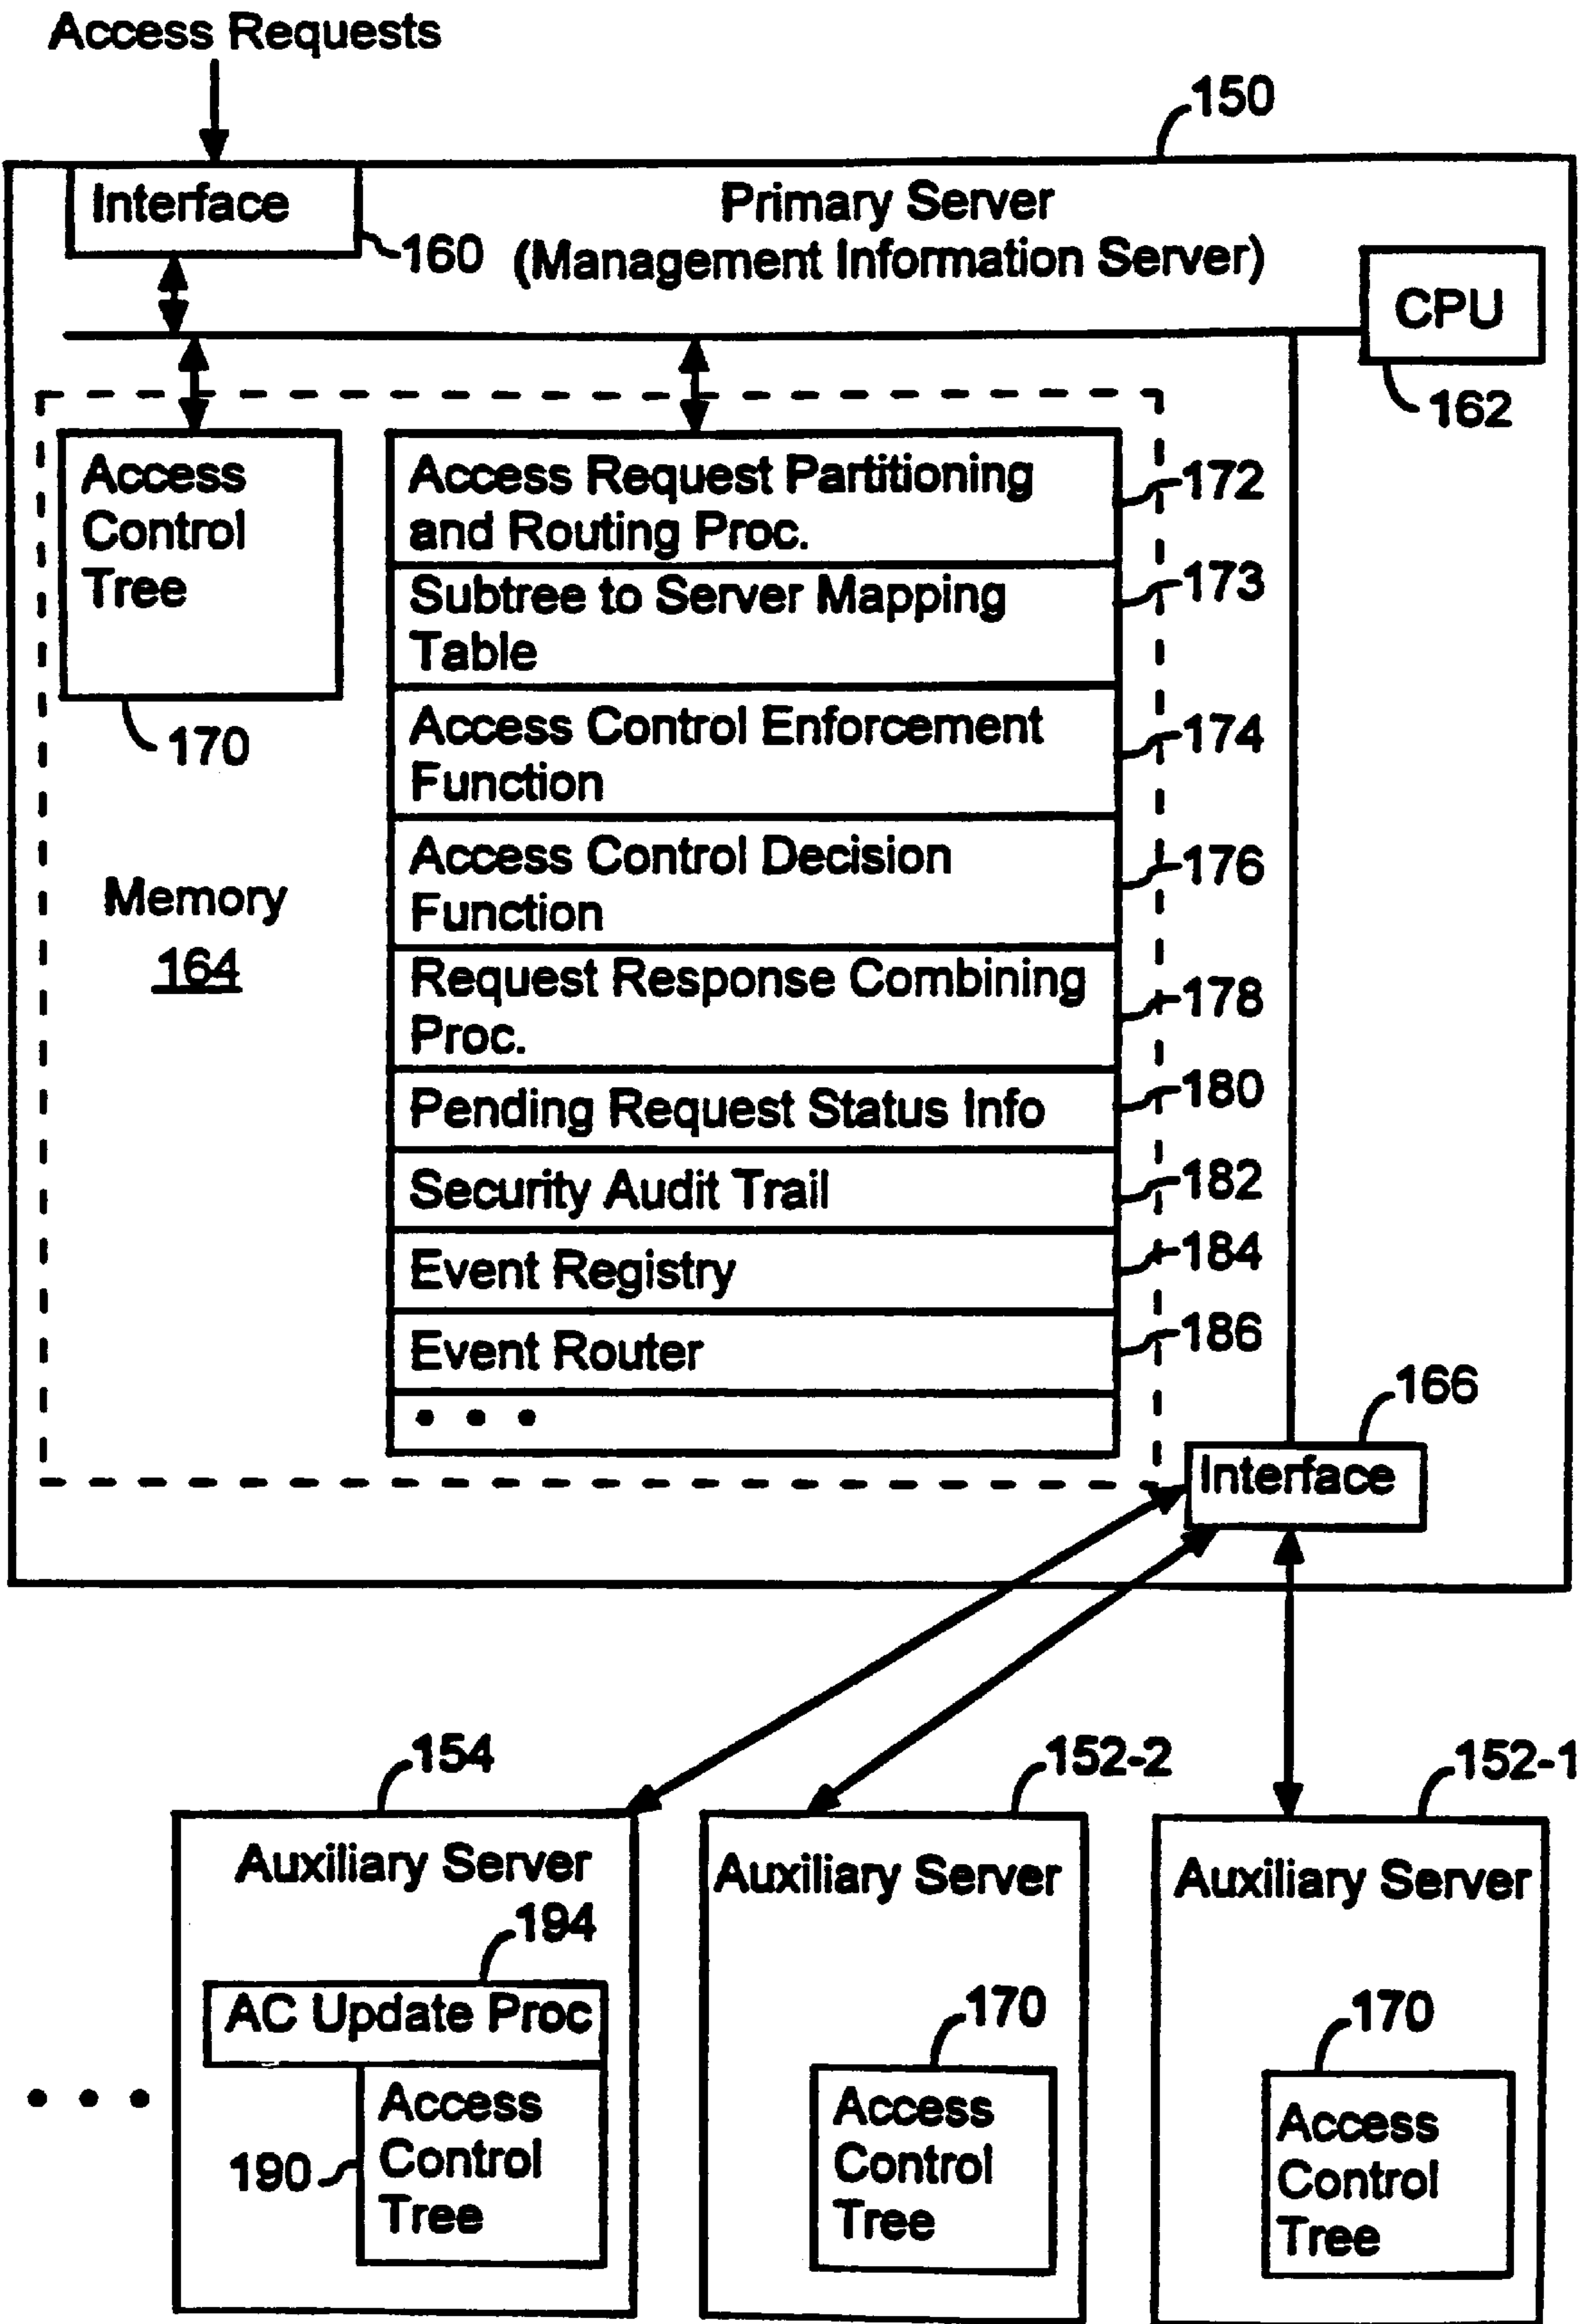 Access Requests
150
Interface
160
Primary Server
(Management Information Server)
CPU
162
Access
Control
Tree
170
Memory
164
Access Request Partitioning
and Routing Proc.
172
Subtree to Server Mapping
Table
173
Access Control Enforcement
Function
174
Access Control Decision
Function
176
Request Response Combining
Proc.
178
Pending Request Status Info
180
Security Audit Trail
182
Event Registry
184
Event Router
186
• • •
166
Interface
154
Auxiliary Server
194
AC Update Proc
190
Access
Control
Tree
152-2
Auxiliary Server
170
Access
Control
Tree
152-1
Auxiliary Server
170
Access
Control
Tree
• • •